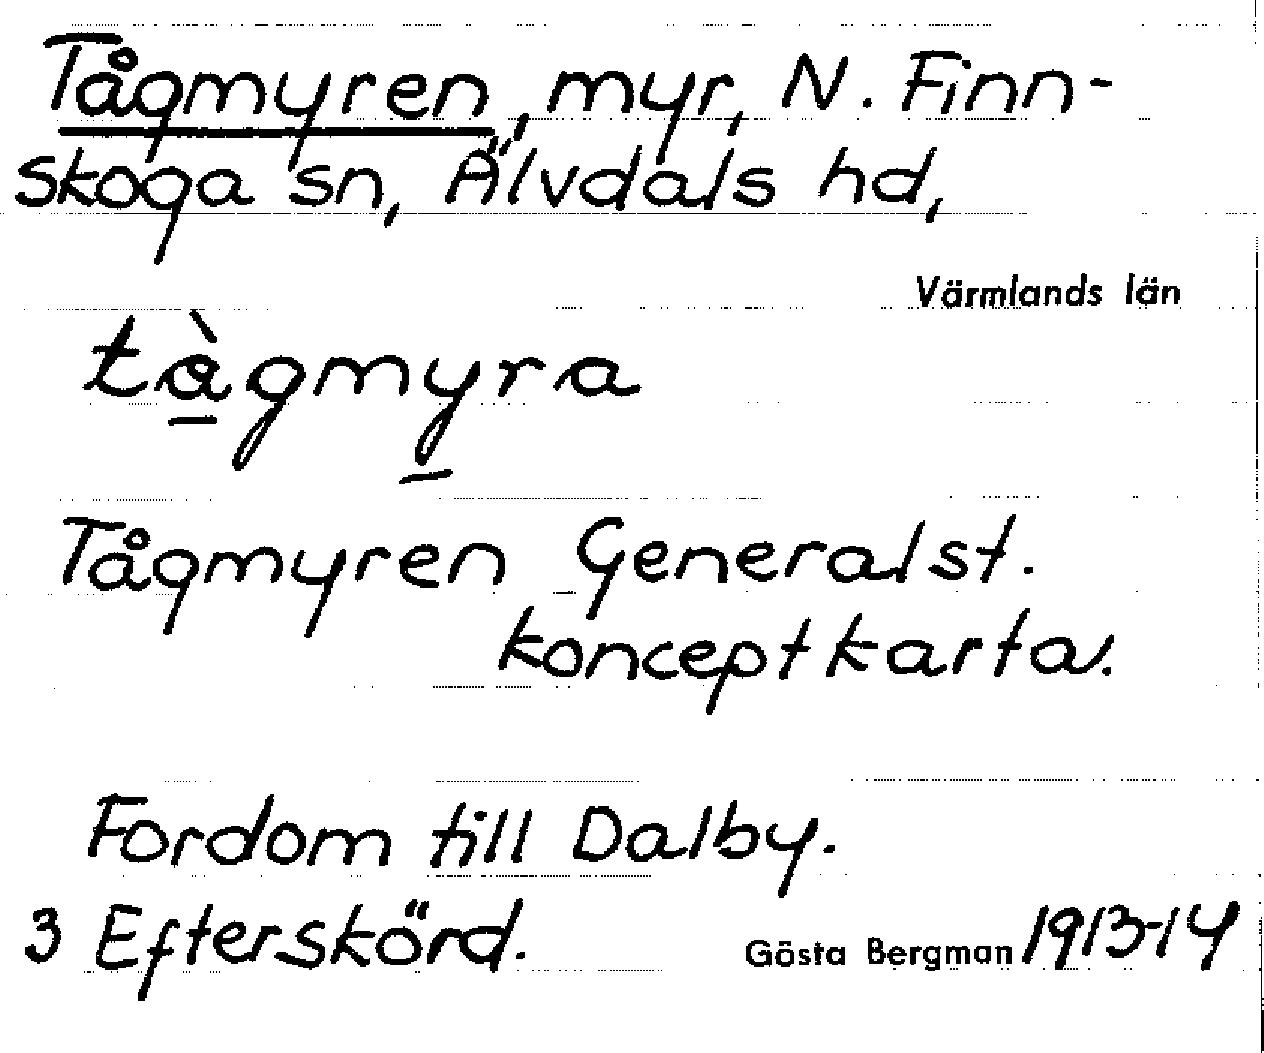 Tågmyren, myr, N. Finn-
skoga sn, Älvdals hd,
Värmlands län
tàgmyra
Tågmyren Generalst.
konceptkarta.
Fordom till Dalby.
3 Efterskörd. Gösta Bergman 1913-14